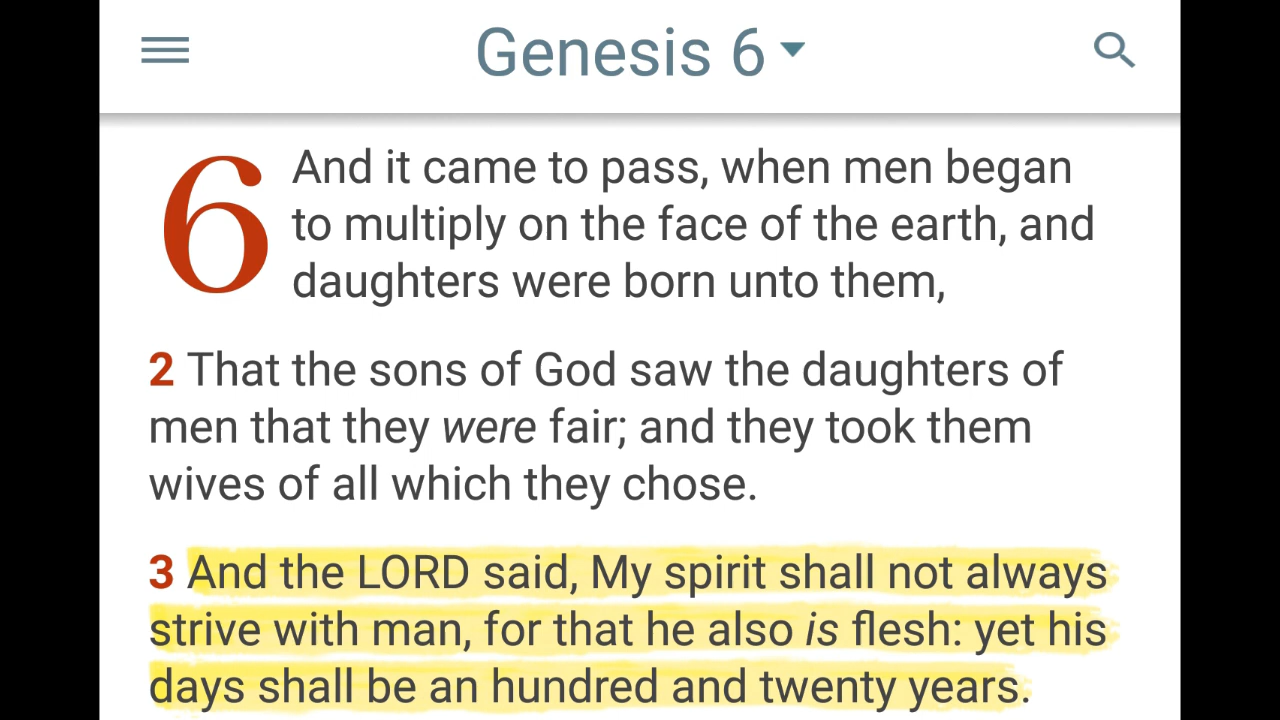 Genesis 6
6 And it came to pass, when men began
to multiply on the face of the earth, and
daughters were born unto them,
2 That the sons of God saw the daughters of
men that they were fair; and they took them
wives of all which they chose.
3 And the LORD said, My spirit shall not always
strive with man, for that he also is flesh: yet his
days shall be an hundred and twenty years.